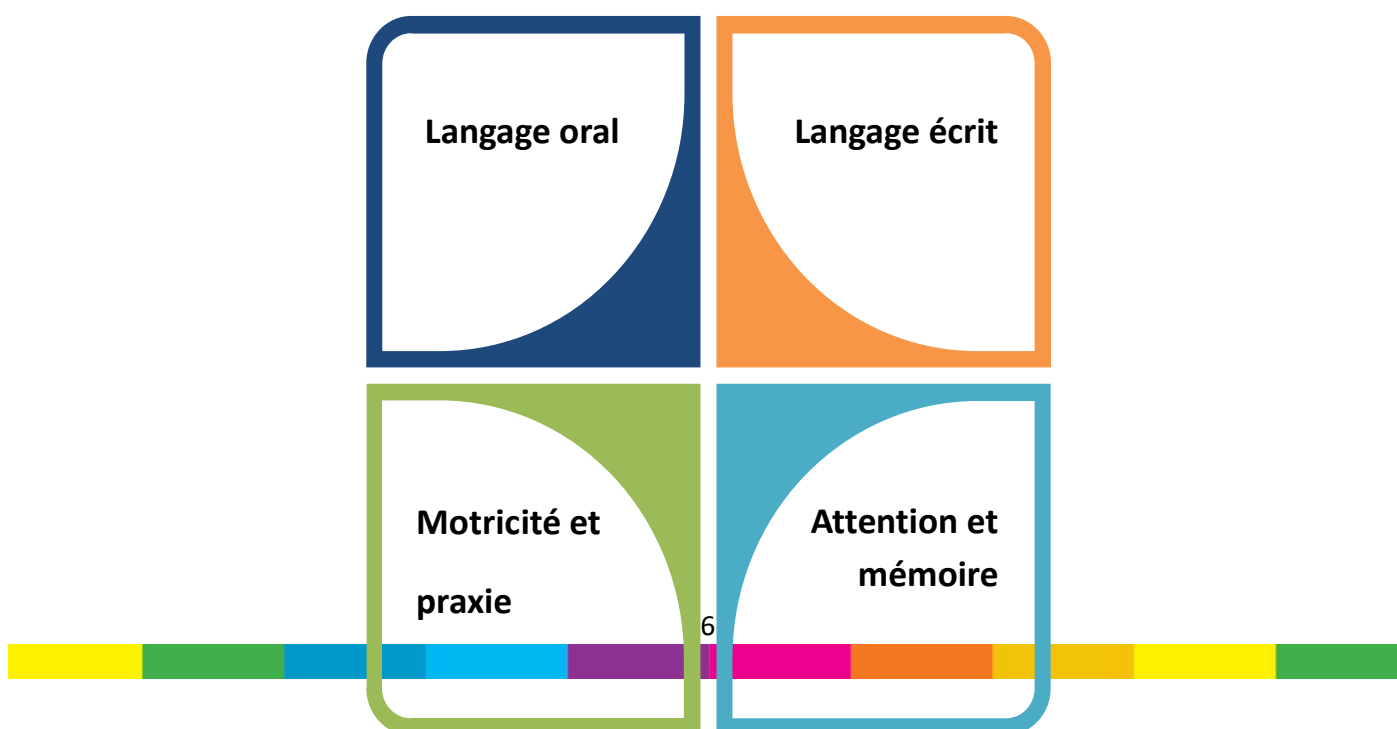 Langage oral
Langage écrit
Motricité et
praxie
Attention et
mémoire
6